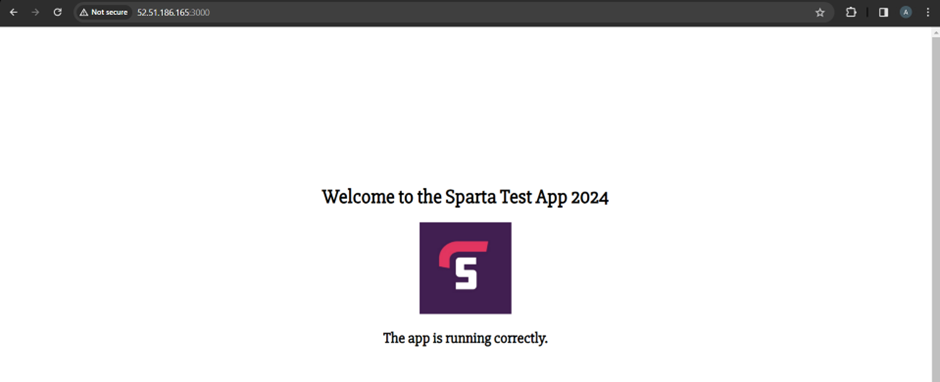 Not secure 52.51.186.165:3000
A
Welcome to the Sparta Test App 2024
S
The app is running correctly.